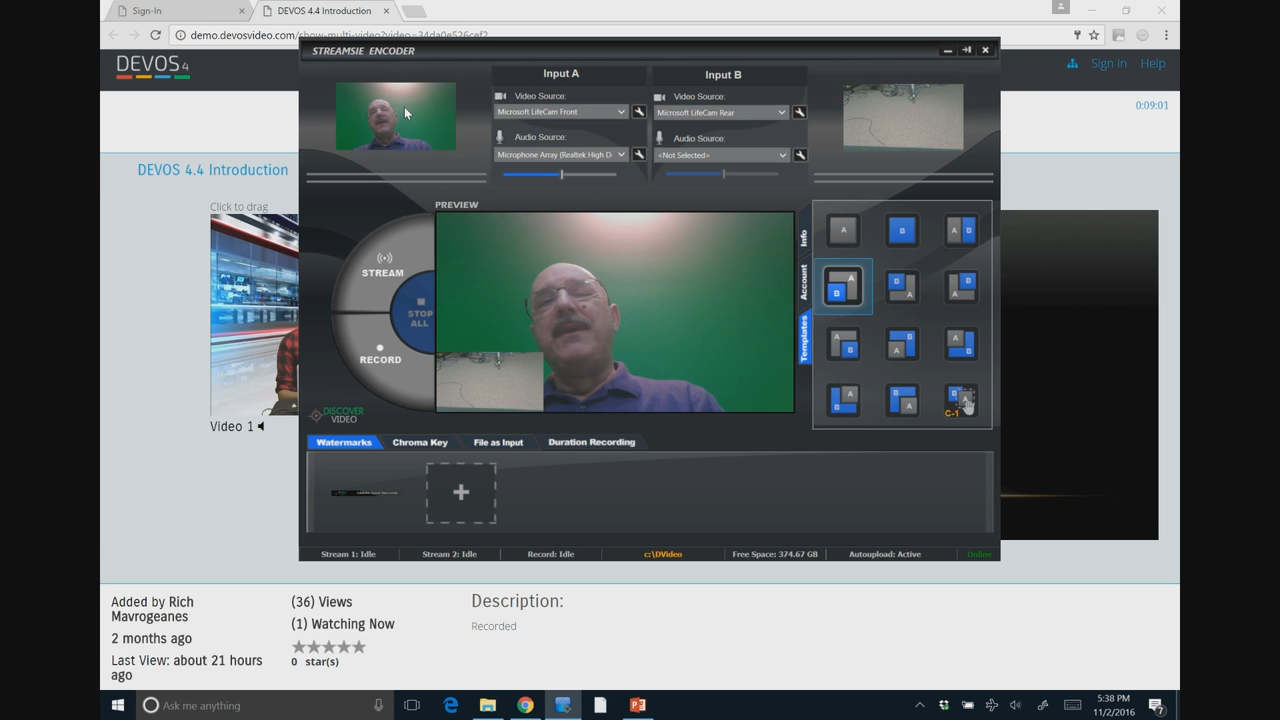 Sign-In
DEVOS 4.4 Introduction
demo.devosvideo.com/show-multi-video?video=34da0e526cef2
STREAMSIE ENCODER
DEVOS 4
Sign In
Help
0:09:01
Input A
Video Source:
Microsoft LifeCam Front
Audio Source:
Microphone Array (Realtek High D
Input B
Video Source:
Microsoft LifeCam Rear
Audio Source:
<Not Selected>
DEVOS 4.4 Introduction
Click to drag
Video 1
PREVIEW
STREAM
STOP
ALL
RECORD
DISCOVER
VIDEO
Info
Account
Templates
A
B
A B
A
B
B
A
B
A
A
B
B
A
A
B
A
B
B
A
B
A
C-1
Watermarks
Chroma Key
File as Input
Duration Recording
+
Stream 1: Idle
Stream 2: Idle
Record: Idle
c:\DVideo
Free Space: 374.67 GB
Autoupload: Active
Online
Added by Rich
Mavrogeanes
2 months ago
Last View: about 21 hours
ago
(36) Views
(1) Watching Now
0 star(s)
Description:
Recorded
Ask me anything
5:38 PM
11/2/2016
7